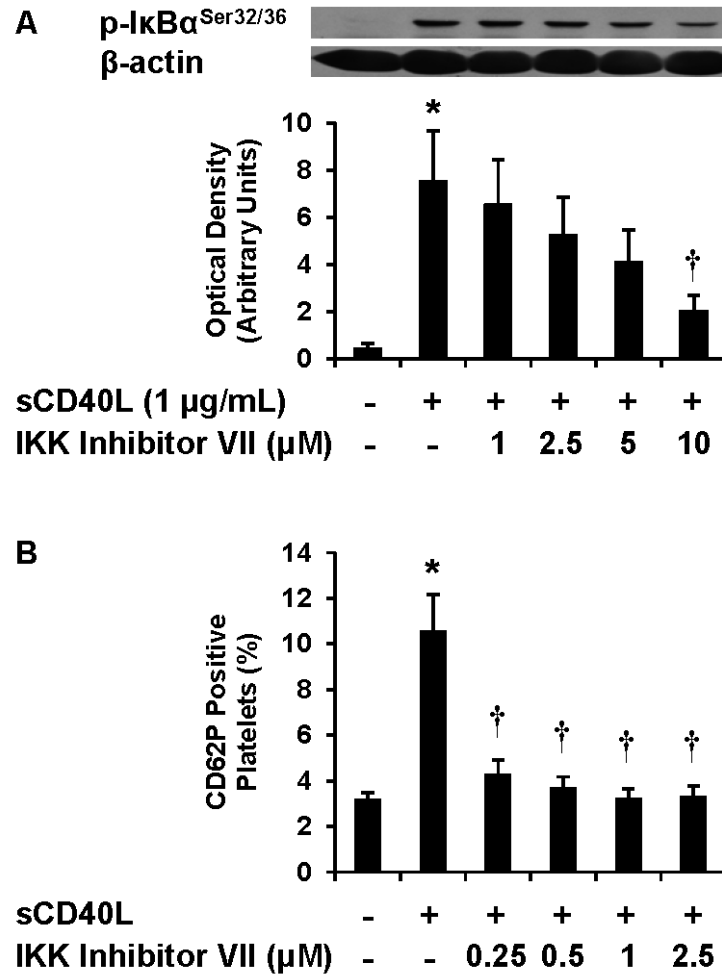 A
p-IκBα^Ser32/36
β-actin
Optical Density
(Arbitrary Units)
10
8
6
4
2
0
*
†
sCD40L (1 μg/mL) - + + + + +
IKK Inhibitor VII (μM) - - 1 2.5 5 10
B
CD62P Positive
Platelets (%)
14
12
10
8
6
4
2
0
*
† † † †
sCD40L - + + + + +
IKK Inhibitor VII (μM) - - 0.25 0.5 1 2.5